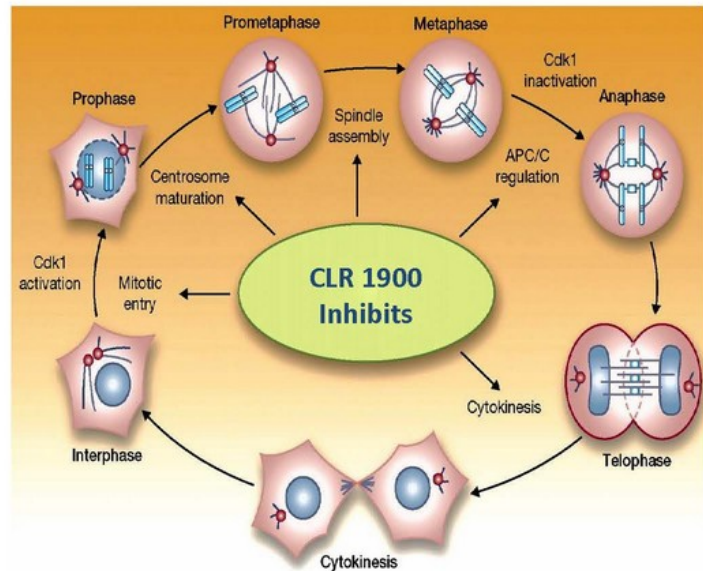 Prometaphase
Metaphase
Cdk1
inactivation
Prophase
Anaphase
Spindle
assembly
APC/C
regulation
Centrosome
maturation
CLR 1900
Inhibits
Cdk1
activation
Mitotic
entry
Cytokinesis
Interphase
Telophase
Cytokinesis